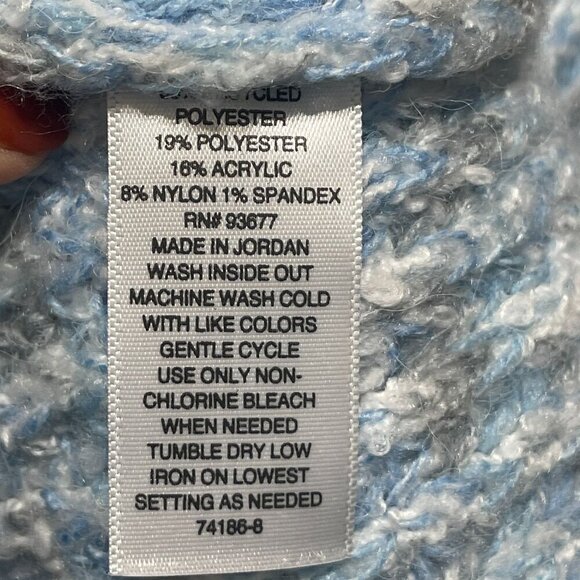 POLYESTER
19% POLYESTER
16% ACRYLIC
8% NYLON 1% SPANDEX
RN# 93677
MADE IN JORDAN
WASH INSIDE OUT
MACHINE WASH COLD
WITH LIKE COLORS
GENTLE CYCLE
USE ONLY NON-
CHLORINE BLEACH
WHEN NEEDED
TUMBLE DRY LOW
IRON ON LOWEST
SETTING AS NEEDED
74186-8